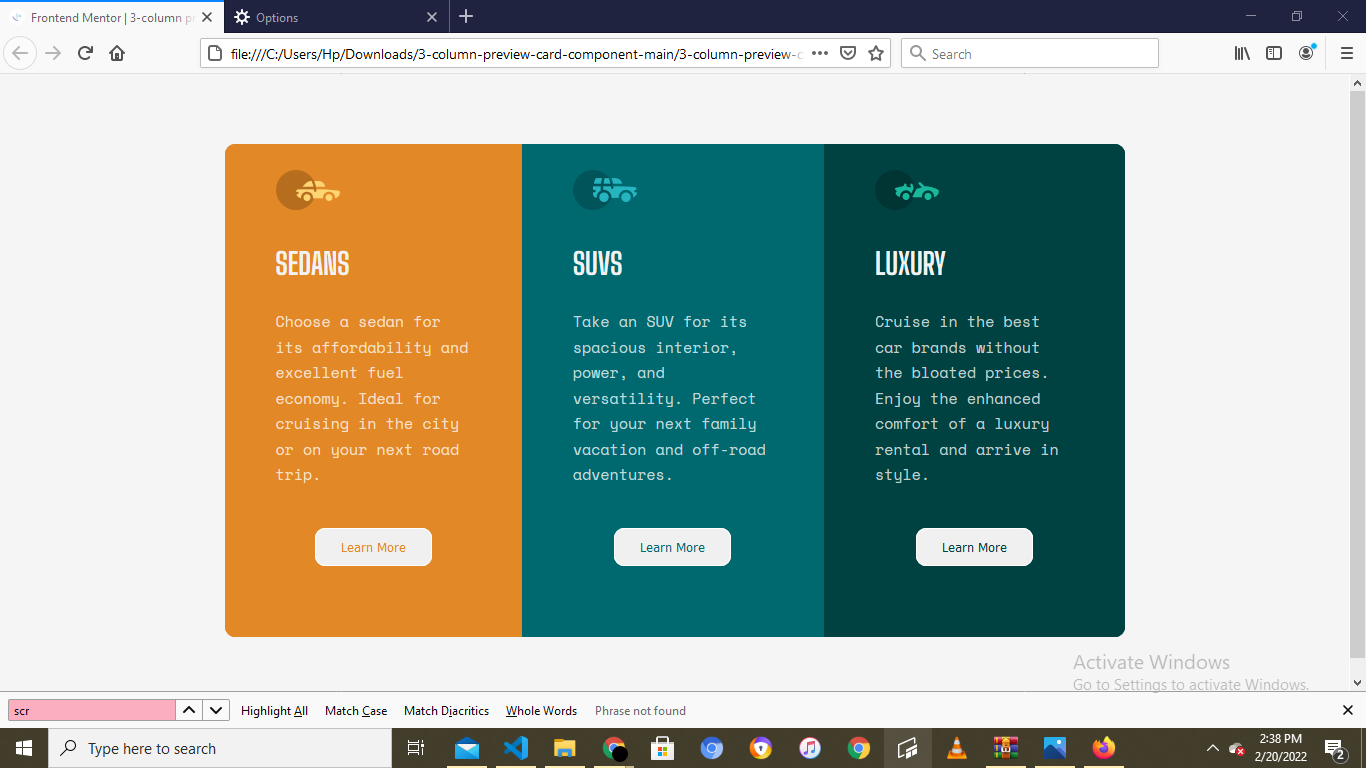 Frontend Mentor | 3-column pr
Options
file:///C:/Users/Hp/Downloads/3-column-preview-card-component-main/3-column-preview-c
Search
SEDANS
SUVS
LUXURY
Choose a sedan for
its affordability and
excellent fuel
economy. Ideal for
cruising in the city
or on your next road
trip.
Take an SUV for its
spacious interior,
power, and
versatility. Perfect
for your next family
vacation and off-road
adventures.
Cruise in the best
car brands without
the bloated prices.
Enjoy the enhanced
comfort of a luxury
rental and arrive in
style.
Learn More
Learn More
Learn More
Activate Windows
Go to Settings to activate Windows.
scr
Highlight All
Match Case
Match Diacritics
Whole Words
Phrase not found
Type here to search
2:38 PM
2/20/2022
2